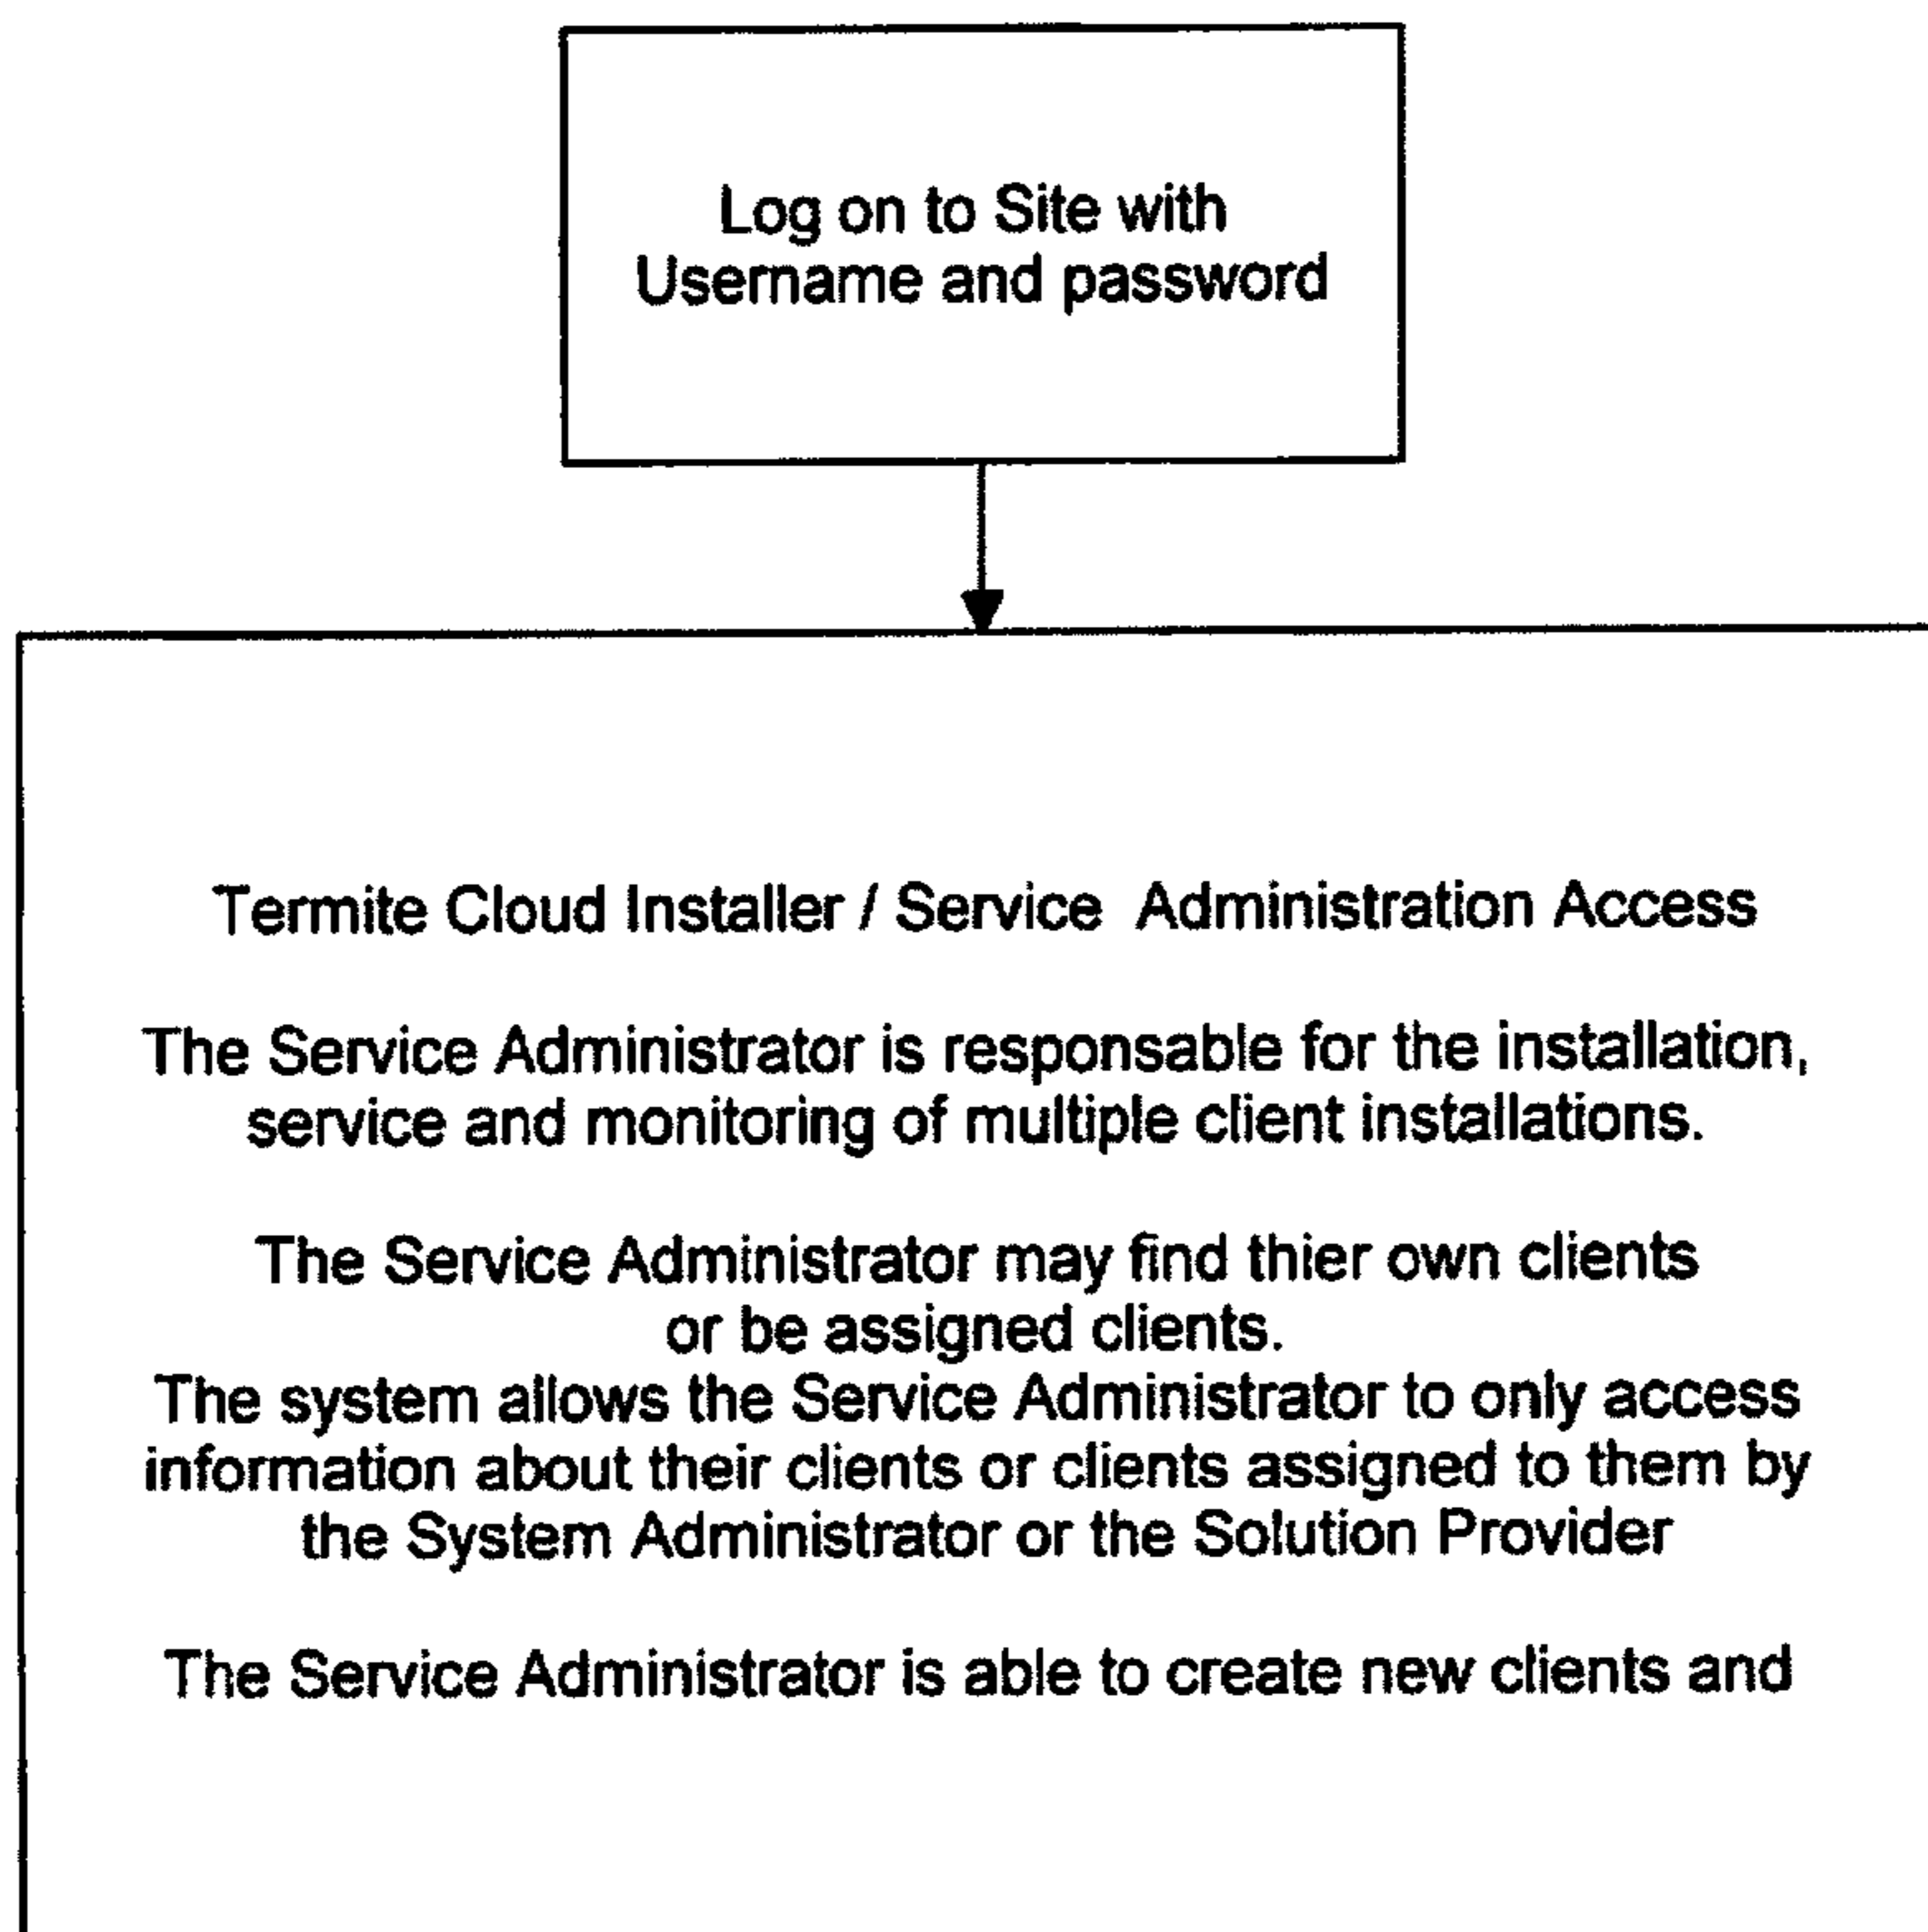 Log on to Site with
Username and password
Termite Cloud Installer / Service Administration Access
The Service Administrator is responsable for the installation,
service and monitoring of multiple client installations.
The Service Administrator may find thier own clients
or be assigned clients.
The system allows the Service Administrator to only access
information about their clients or clients assigned to them by
the System Administrator or the Solution Provider
The Service Administrator is able to create new clients and